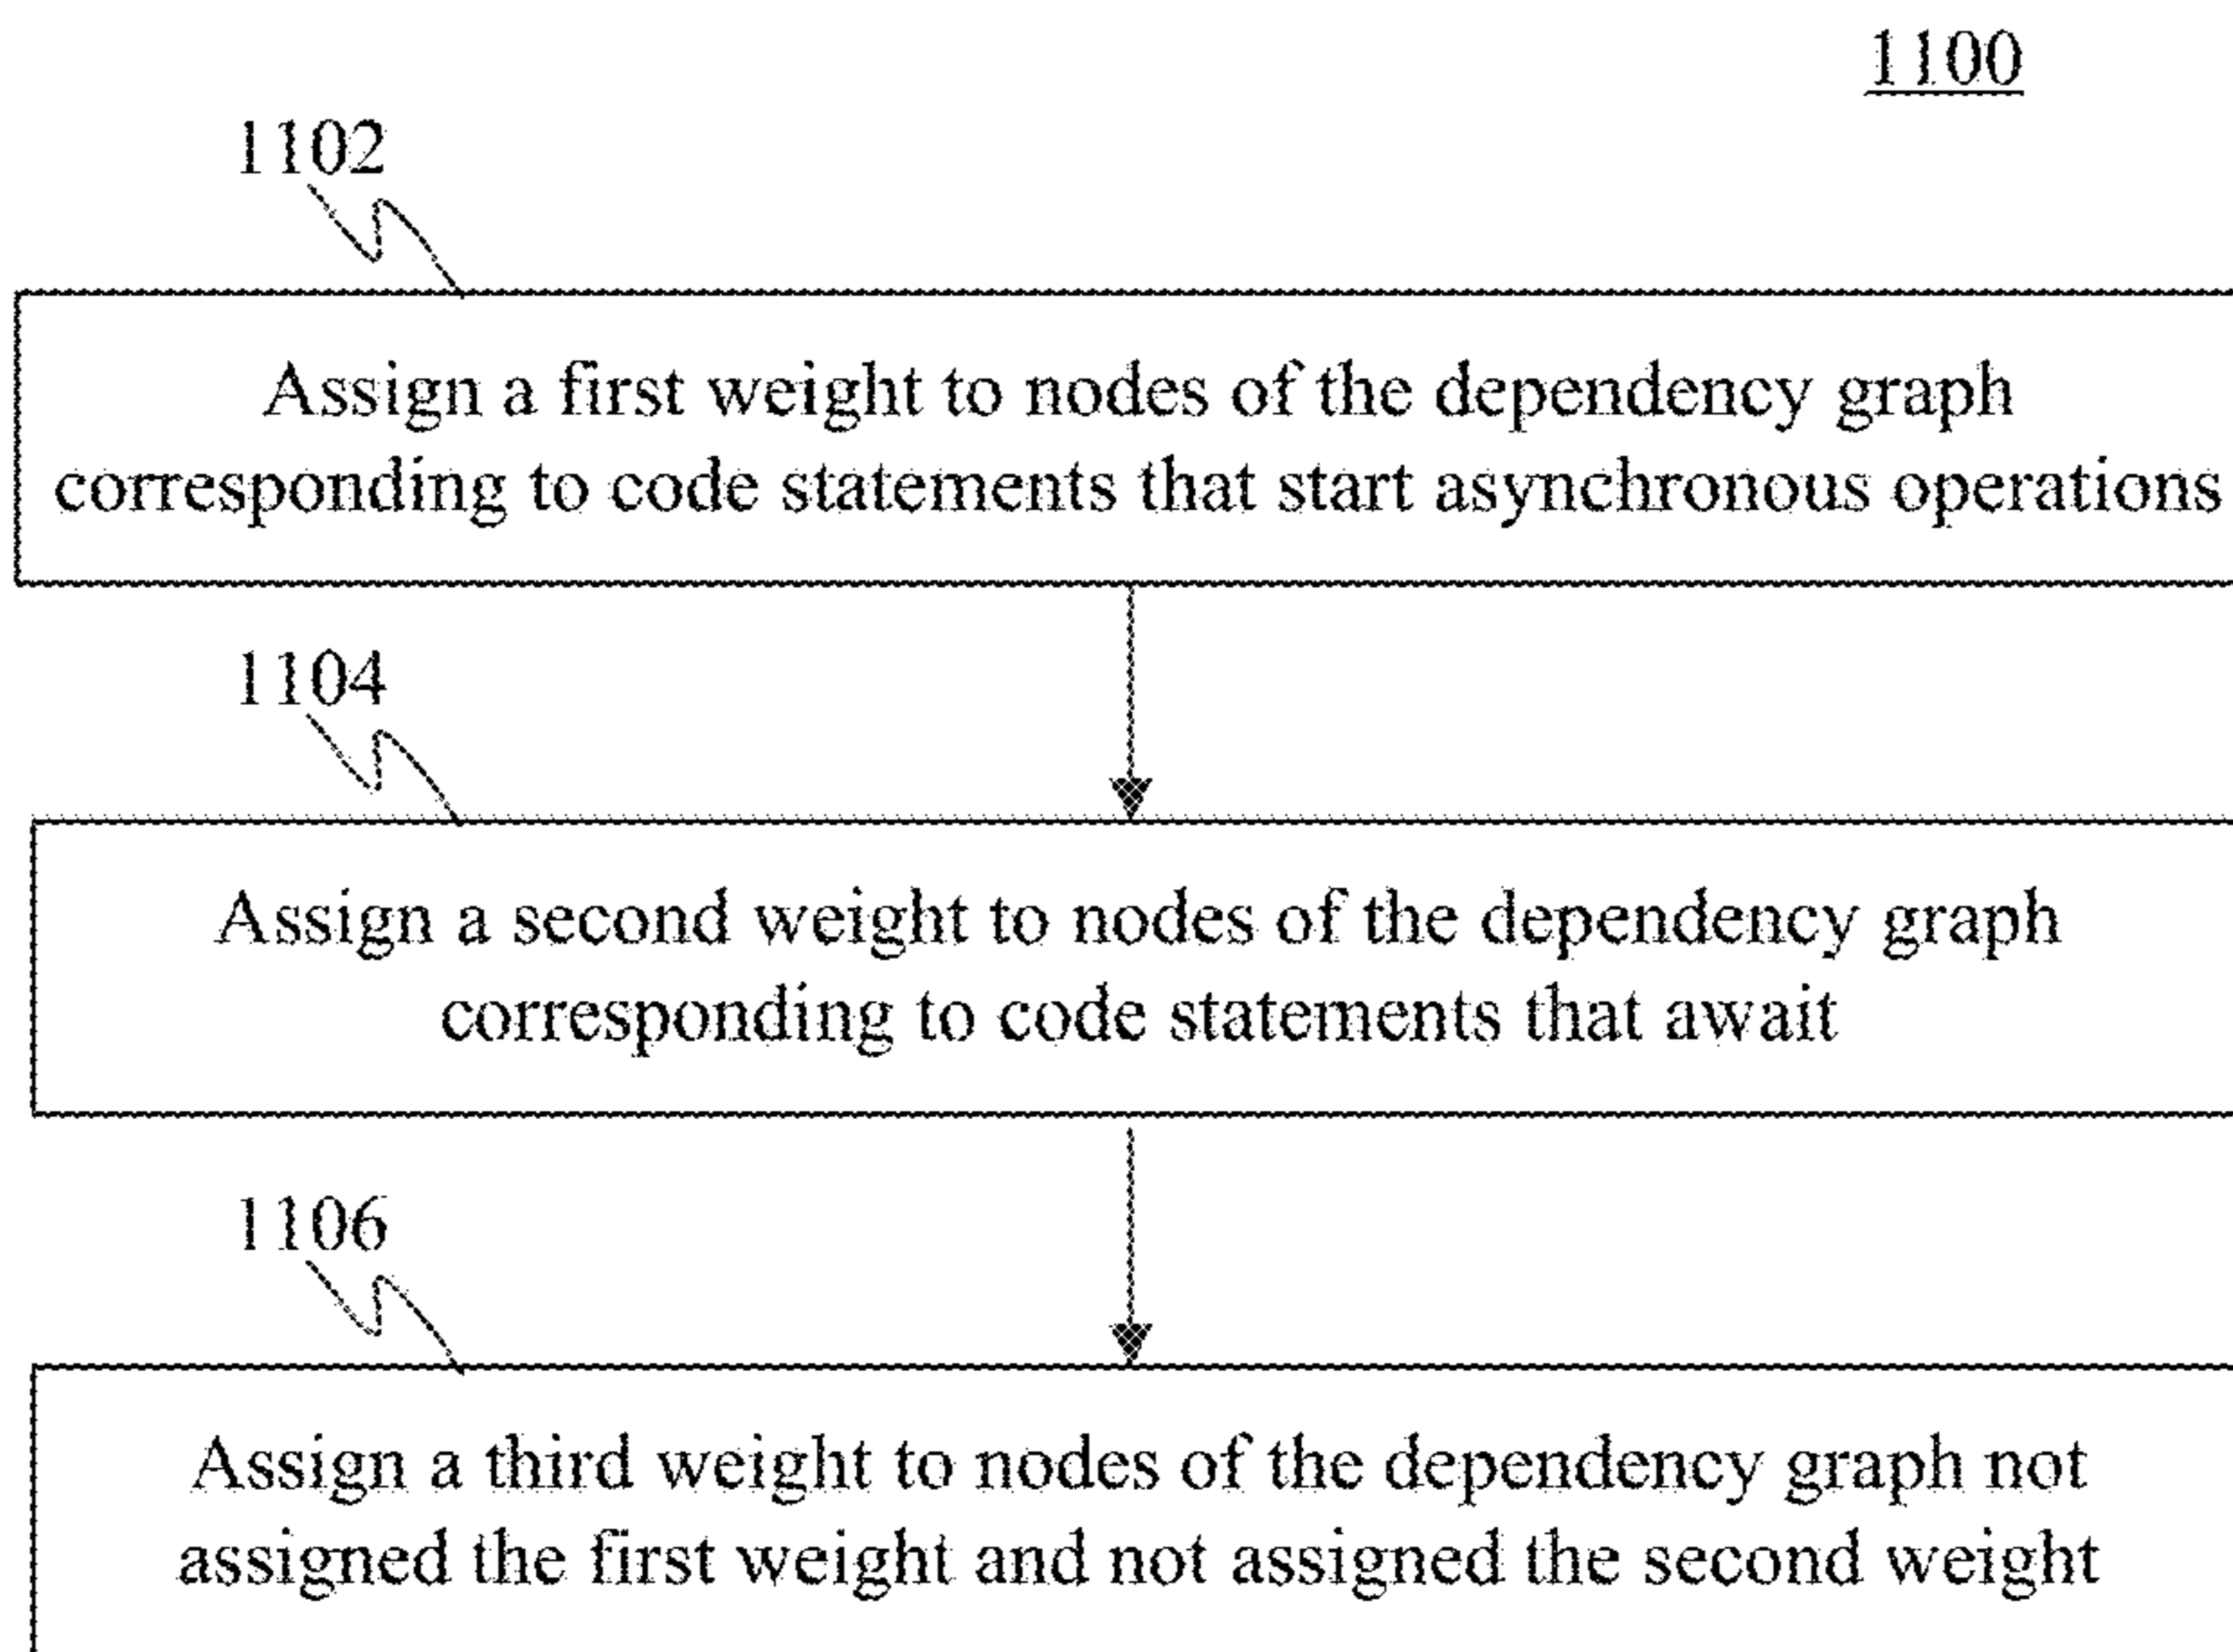 1100
1102
Assign a first weight to nodes of the dependency graph
corresponding to code statements that start asynchronous operations
1104
Assign a second weight to nodes of the dependency graph
corresponding to code statements that await
1106
Assign a third weight to nodes of the dependency graph not
assigned the first weight and not assigned the second weight